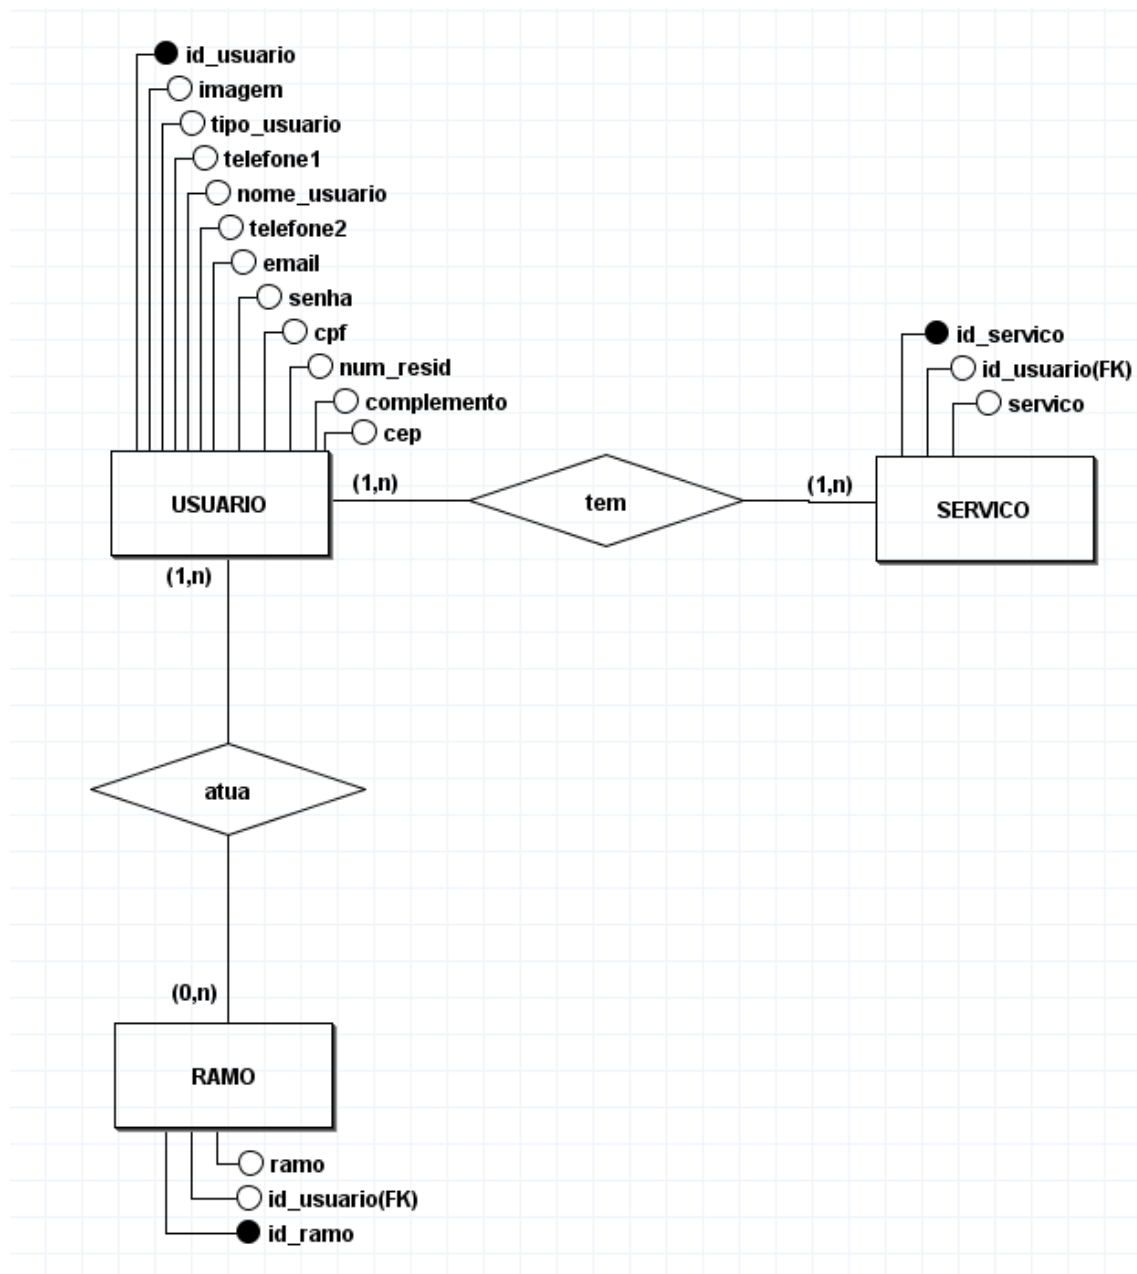 id_usuario
imagem
tipo_usuario
telefone1
nome_usuario
telefone2
email
senha
cpf
num_resid
complemento
cep
id_servico
id_usuario(FK)
servico
USUARIO
(1,n)
tem
(1,n)
SERVICO
(1,n)
atua
(0,n)
RAMO
ramo
id_usuario(FK)
id_ramo